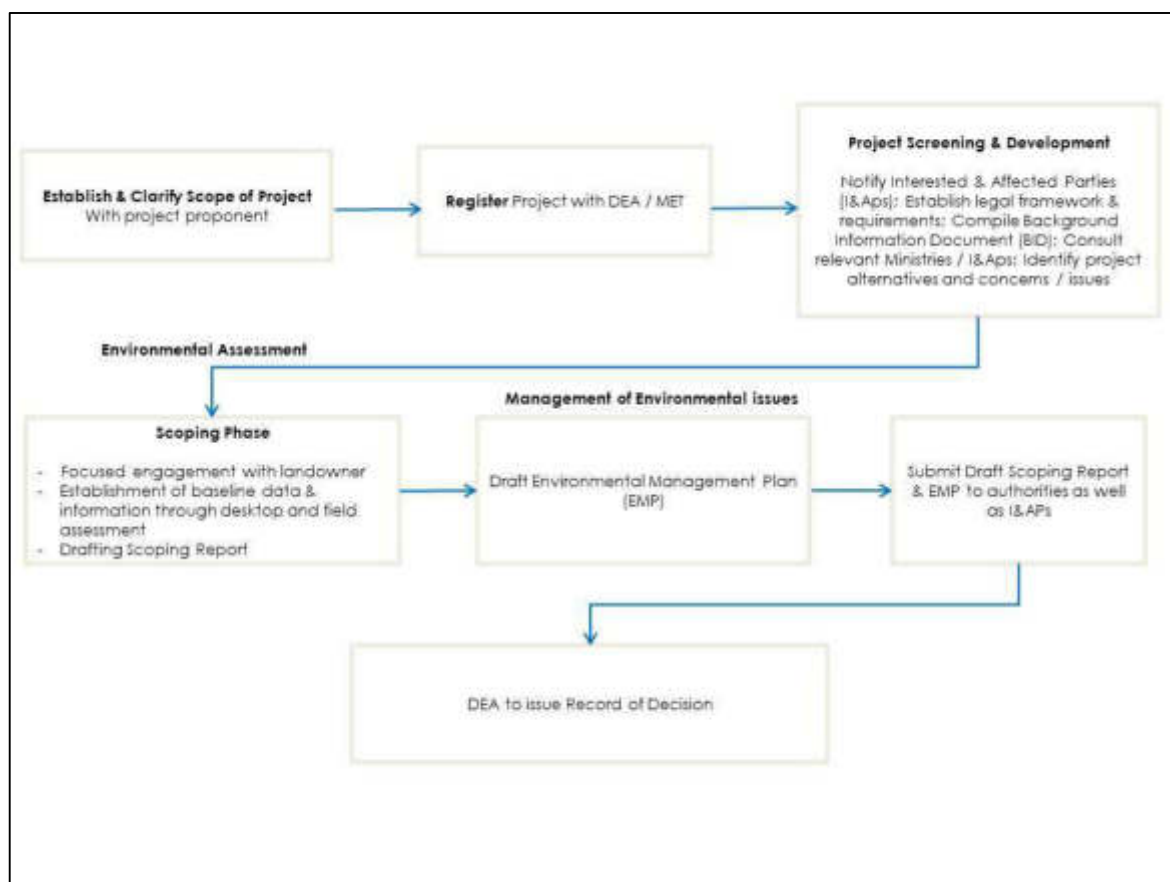 Establish & Clarify Scope of Project
With project proponent
Register Project with DEA / MET
Project Screening & Development
Notify Interested & Affected Parties
(I&Aps); Establish legal framework &
requirements; Compile Background
Information Document (BID); Consult
relevant Ministries / I&Aps; Identify project
alternatives and concerns / issues
Environmental Assessment
Scoping Phase
- Focused engagement with landowner
- Establishment of baseline data &
information through desktop and field
assessment
- Drafting Scoping Report
Management of Environmental issues
Draft Environmental Management Plan
(EMP)
Submit Draft Scoping Report
& EMP to authorities as well
as I&APs
DEA to issue Record of Decision